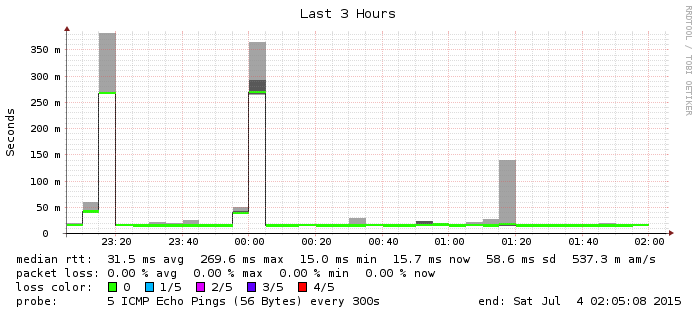 Last 3 Hours
RRDTOOL / TOBI OETIKER
Seconds
350 m
300 m
250 m
200 m
150 m
100 m
50 m
0
23:20 23:40 00:00 00:20 00:40 01:00 01:20 01:40 02:00
median rtt: 31.5 ms avg 269.6 ms max 15.0 ms min 15.7 ms now 58.6 ms sd 537.3 m am/s
packet loss: 0.00 % avg 0.00 % max 0.00 % min 0.00 % now
loss color: 0 1/5 2/5 3/5 4/5
probe: 5 ICMP Echo Pings (56 Bytes) every 300s end: Sat Jul 4 02:05:08 2015